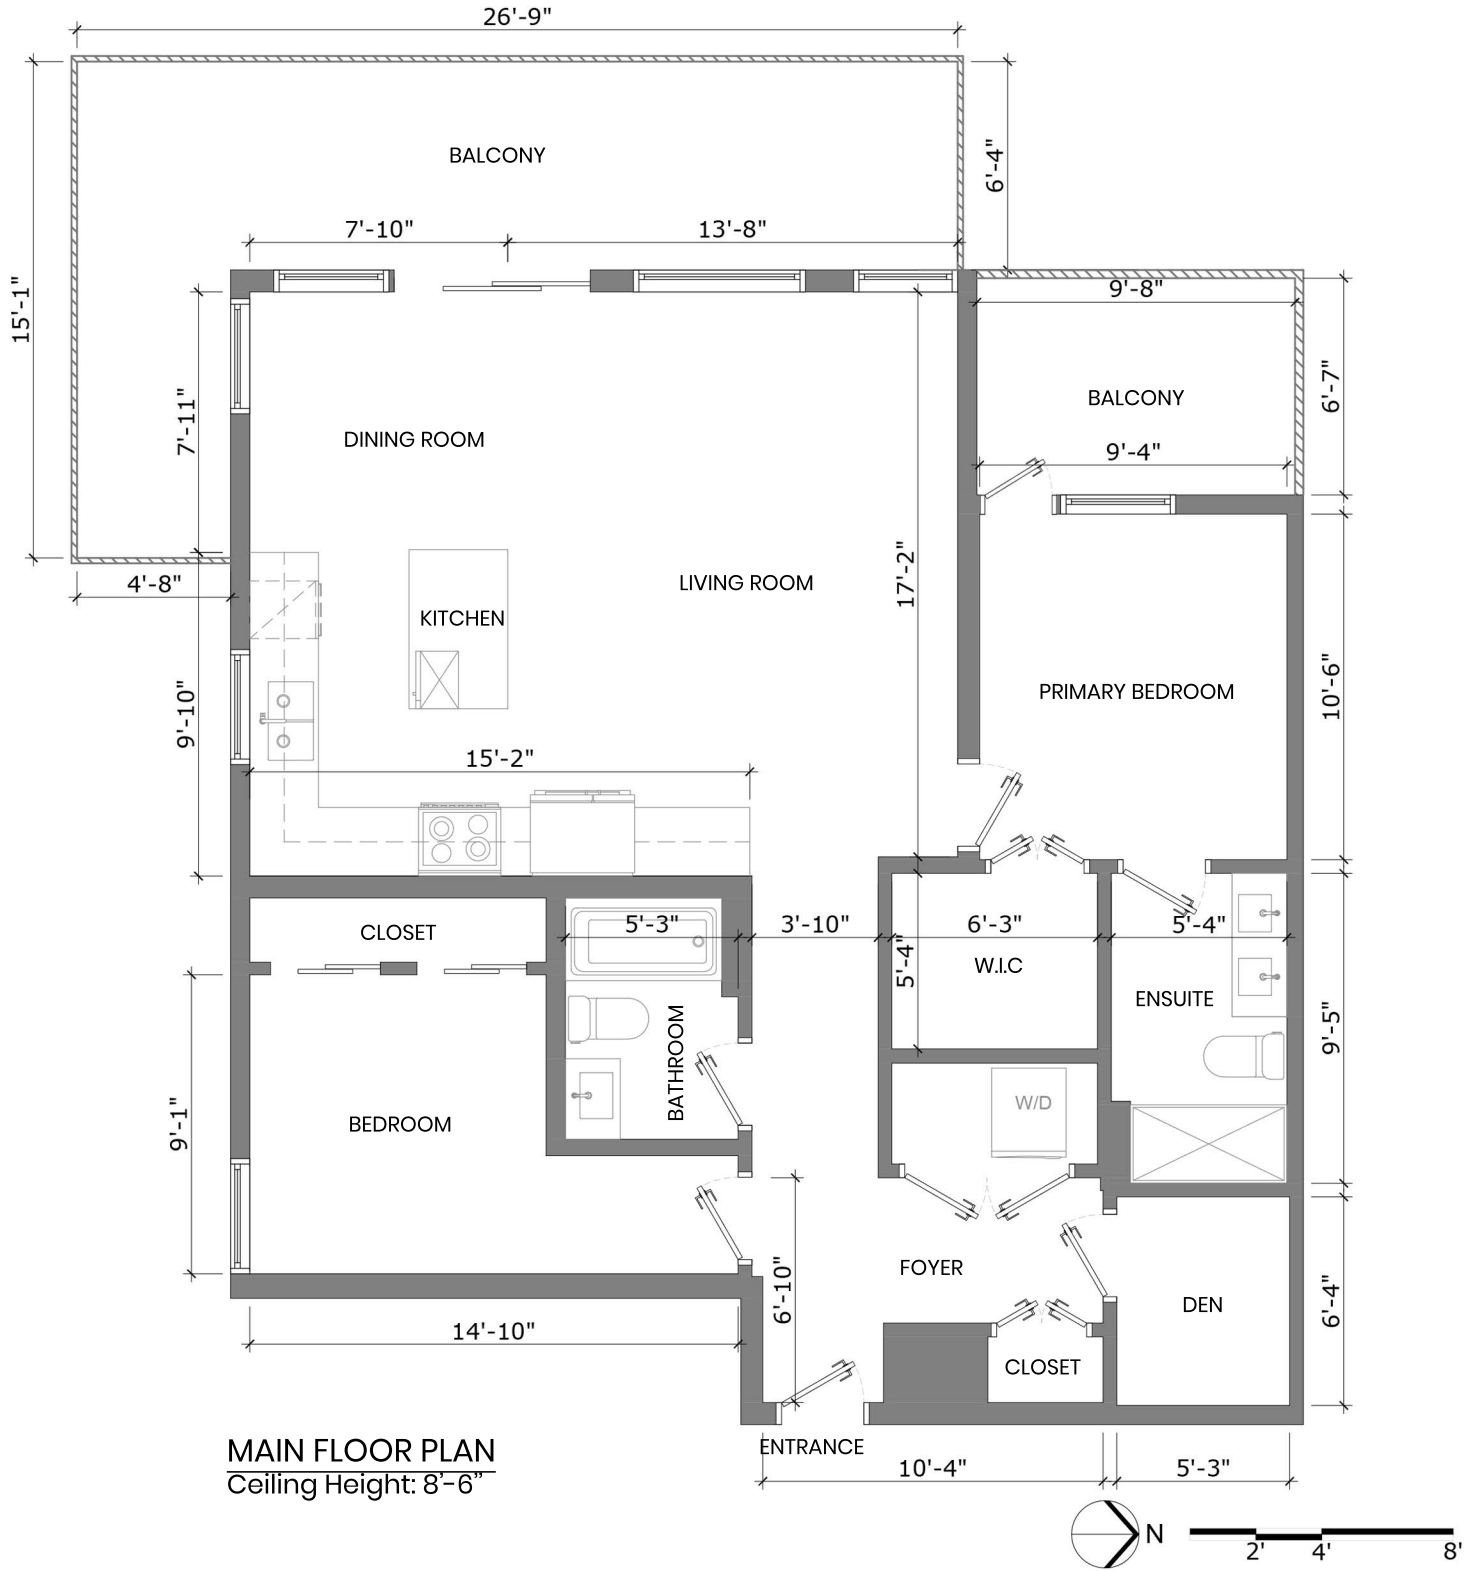 26'-9"
BALCONY
6'-4"
7'-10"
13'-8"
15'-1"
9'-8"
7'-11"
BALCONY
6'-7"
DINING ROOM
9'-4"
17'-2"
4'-8"
LIVING ROOM
KITCHEN
9'-10"
PRIMARY BEDROOM
10'-6"
15'-2"
CLOSET
5'-3"
3'-10"
6'-3"
5'-4"
5'-4"
W.I.C
ENSUITE
9'-5"
BATHROOM
9'-1"
BEDROOM
W/D
FOYER
6'-10"
DEN
6'-4"
14'-10"
CLOSET
ENTRANCE
MAIN FLOOR PLAN
10'-4"
5'-3"
Ceiling Height: 8'-6”
N
2'
4'
8'